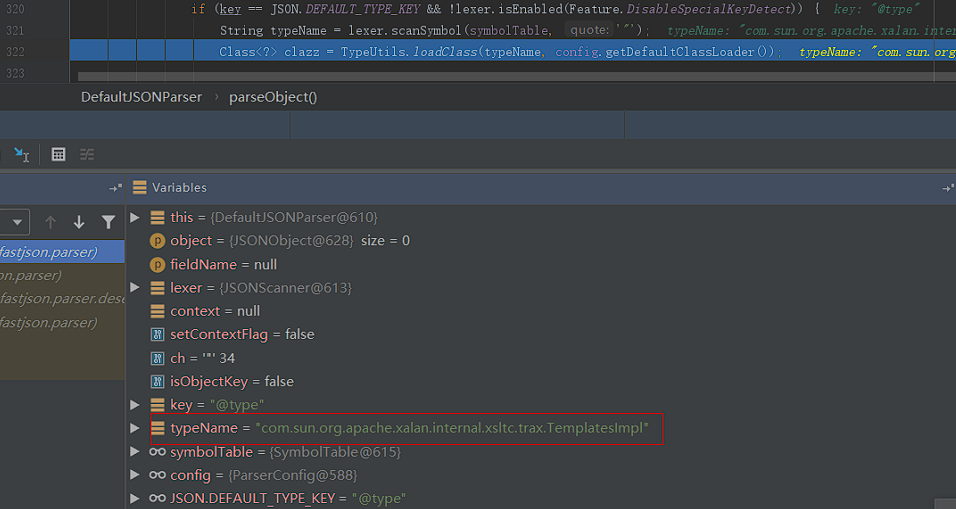 320 if (key == JSON.DEFAULT_TYPE_KEY && !lexer.isEnabled(Feature.DisableSpecialKeyDetect)) { key: "@type"
321 String typeName = lexer.scanSymbol(symbolTable, quote: '"'); typeName: "com.sun.org.apache.xalan.inter
322 Class<?> clazz = TypeUtils.loadClass(typeName, config.getDefaultClassLoader()); typeName: "com.sun.org
323
DefaultJSONParser › parseObject()
Variables
fastjson.parser)
on.parser)
fastjson.parser.dese
fastjson.parser)
this = {DefaultJSONParser@610}
object = {JSONObject@628} size = 0
fieldName = null
lexer = {JSONScanner@613}
context = null
setContextFlag = false
ch = '"' 34
isObjectKey = false
key = "@type"
typeName = "com.sun.org.apache.xalan.internal.xsltc.trax.TemplatesImpl"
symbolTable = {SymbolTable@615}
config = {ParserConfig@588}
JSON.DEFAULT_TYPE_KEY = "@type"